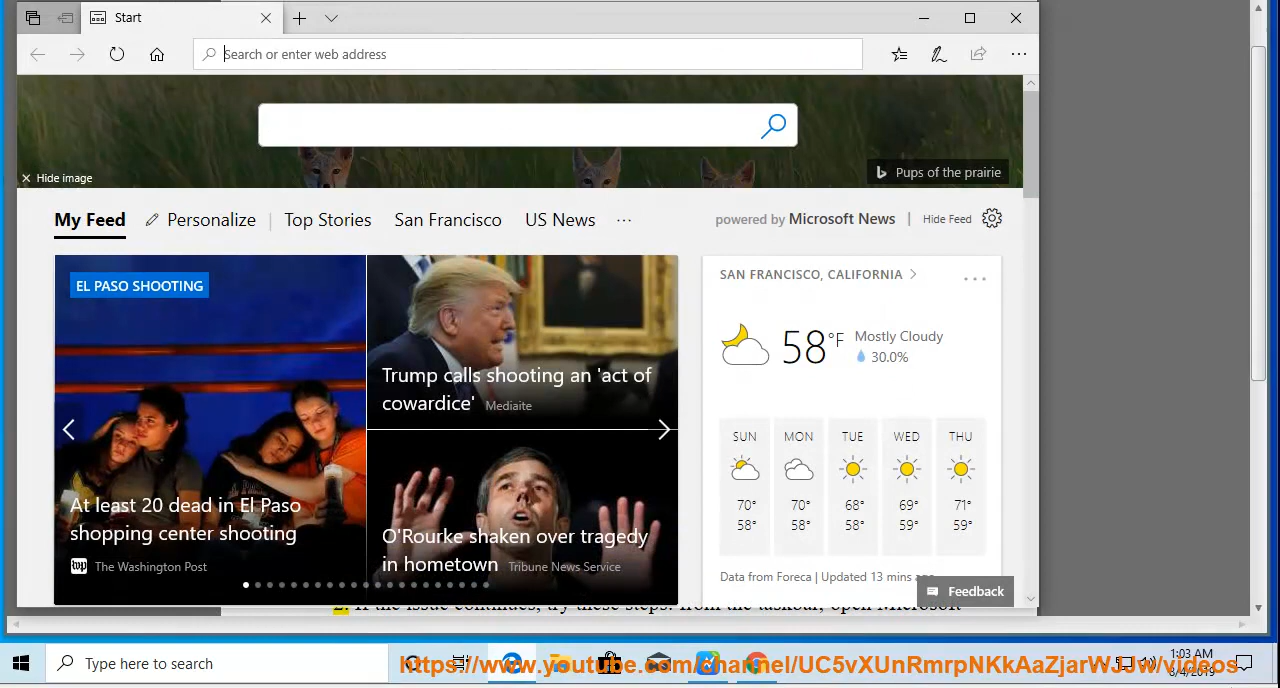 Start
Search or enter web address
Hide image
Pups of the prairie
My Feed
Personalize
Top Stories
San Francisco
US News
...
powered by Microsoft News
Hide Feed
EL PASO SHOOTING
At least 20 dead in El Paso
shopping center shooting
wp The Washington Post
Trump calls shooting an 'act of
cowardice' Mediaite
O'Rourke shaken over tragedy
in hometown Tribune News Service
SAN FRANCISCO, CALIFORNIA
58°F
Mostly Cloudy
30.0%
SUN MON TUE WED THU
70° 70° 68° 69° 71°
58° 58° 58° 59° 59°
Data from Foreca | Updated 13 mins ago
Feedback
2. If the issue continues, try these steps: from the taskbar, open Microsoft
Type here to search
https://www.youtube.com/channel/UC5vXUnRmrpNKkAaZjarWJJw/videos
1:03 AM
8/4/2019